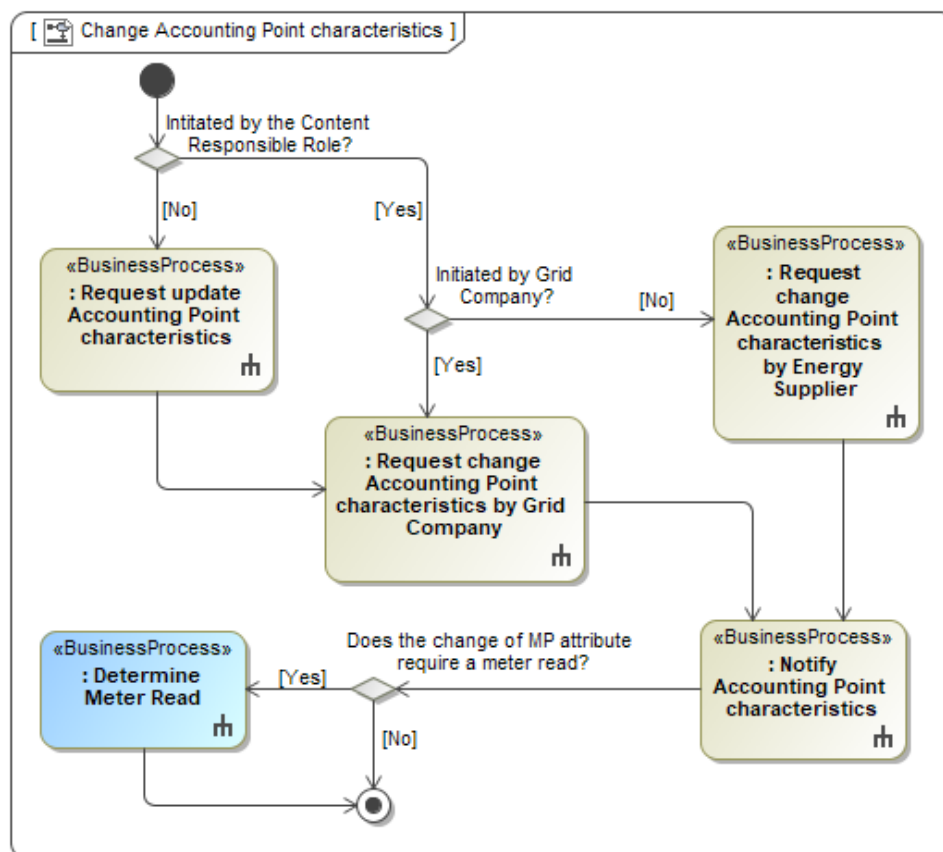 [ Change Accounting Point characteristics ]
Intitated by the Content
Responsible Role?
[No]
[Yes]
«BusinessProcess»
: Request update
Accounting Point
characteristics
Initiated by Grid
Company?
[No]
[Yes]
«BusinessProcess»
: Request
change
Accounting Point
characteristics
by Energy
Supplier
«BusinessProcess»
: Request change
Accounting Point
characteristics by Grid
Company
«BusinessProcess»
: Notify
Accounting Point
characteristics
Does the change of MP attribute
require a meter read?
[Yes]
[No]
«BusinessProcess»
: Determine
Meter Read